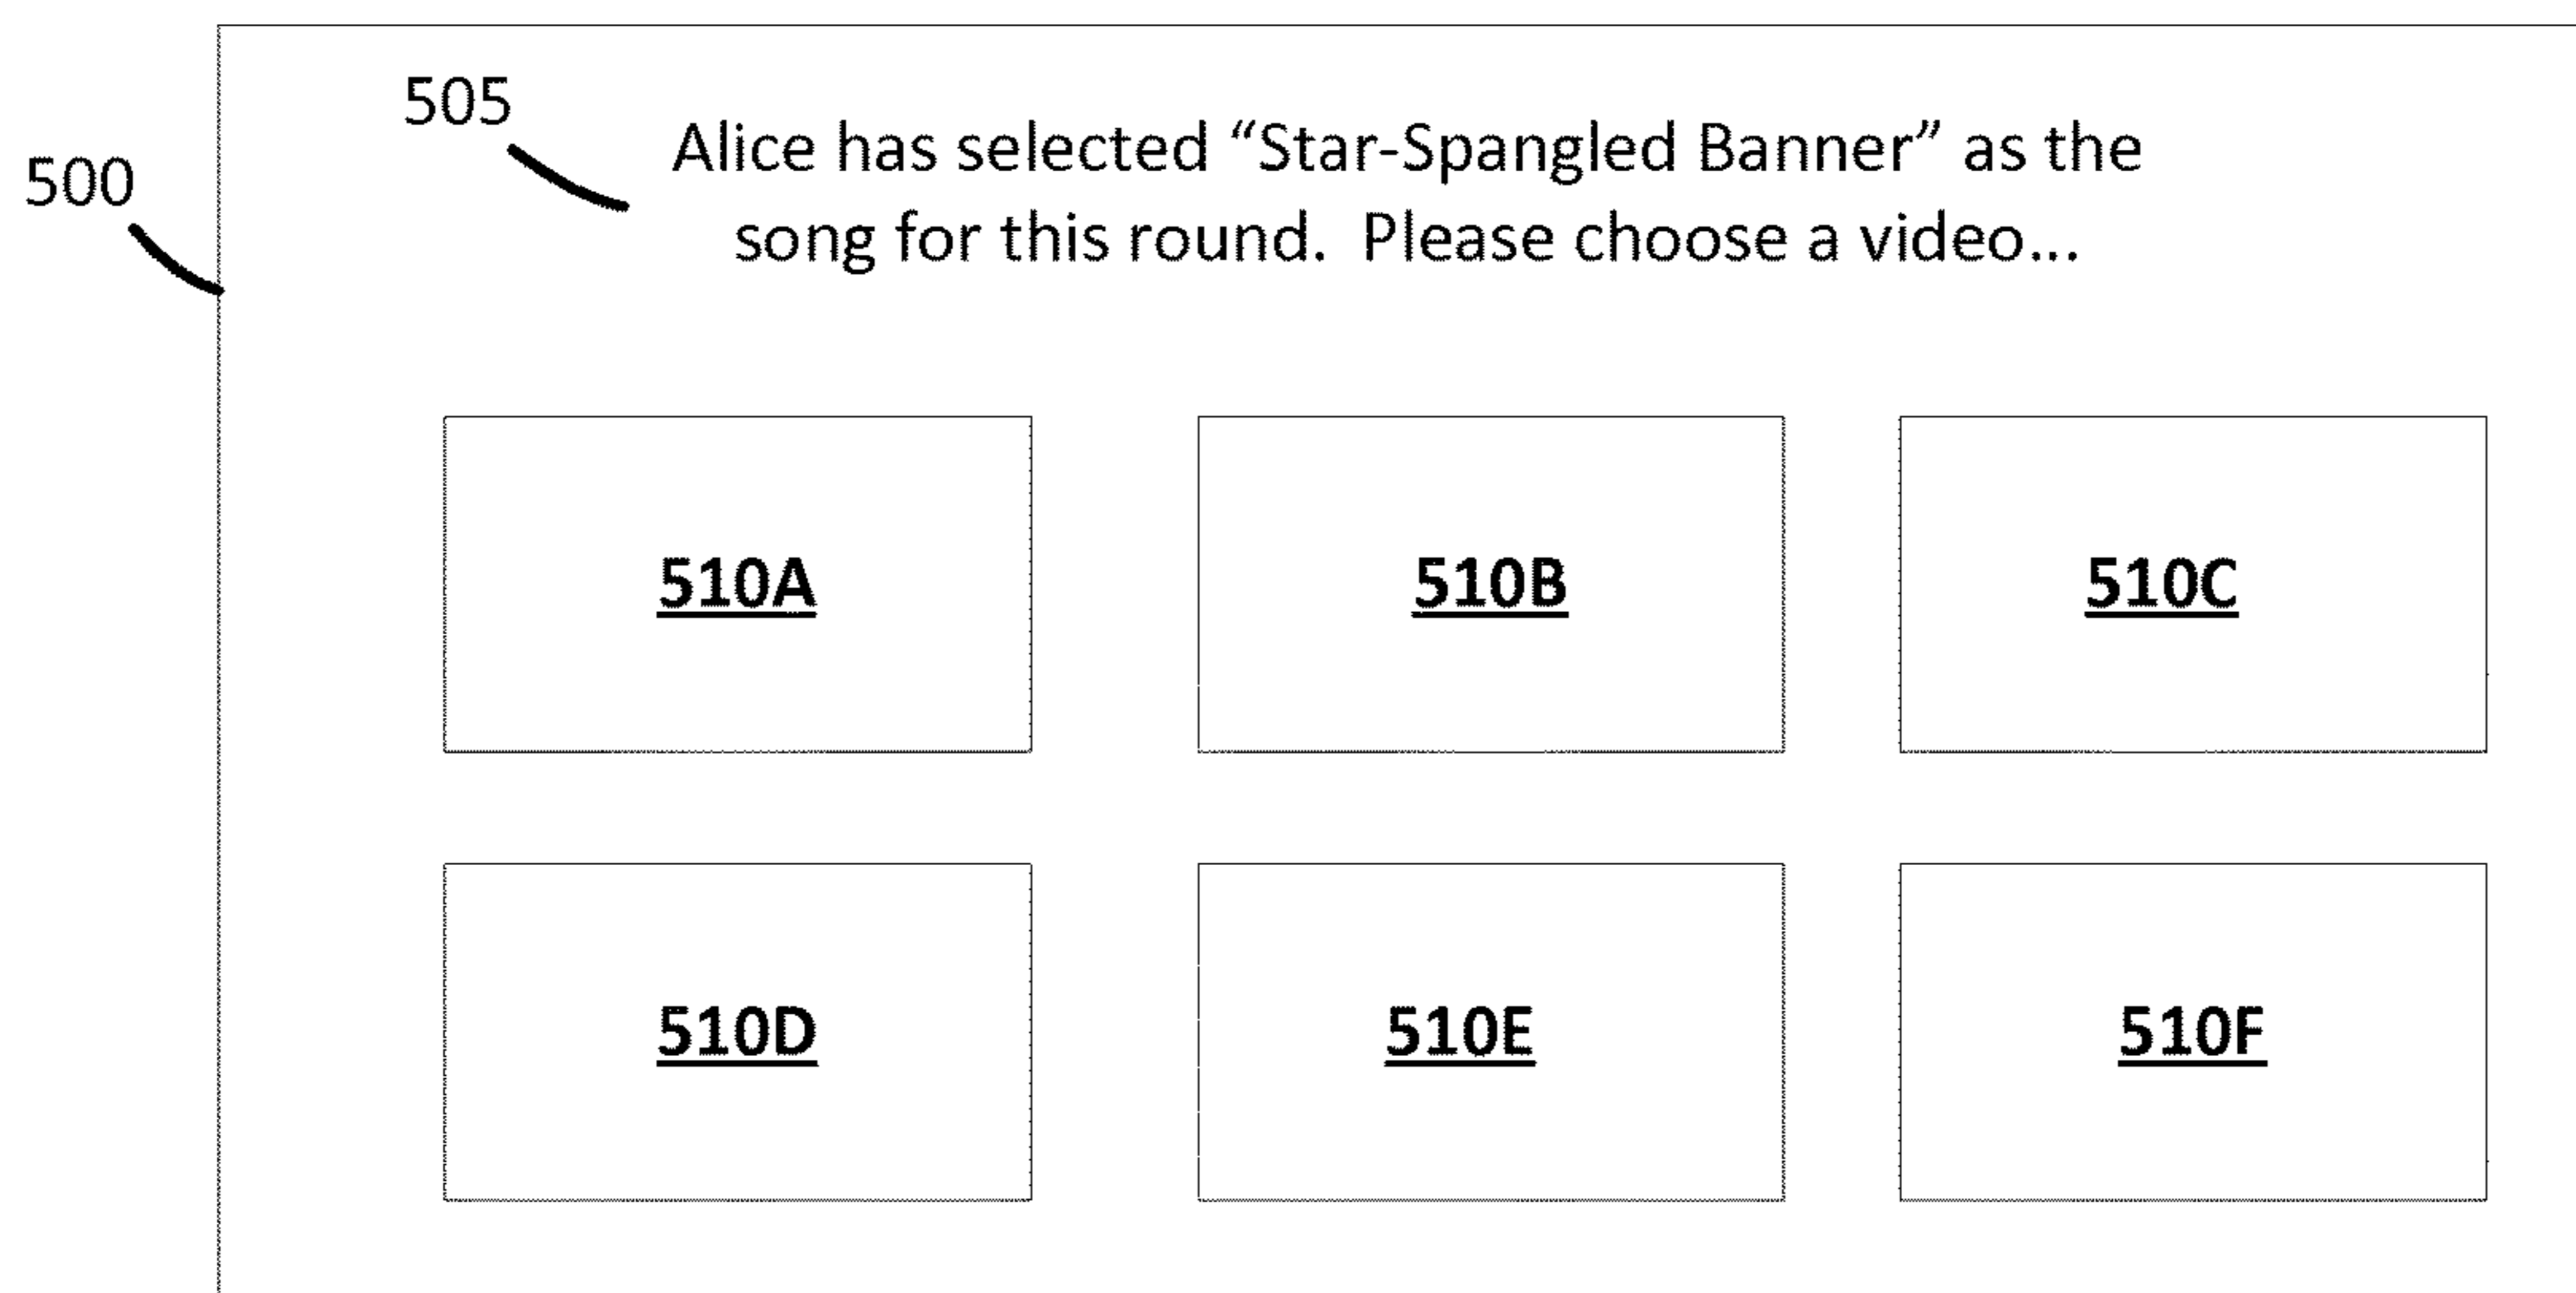 505
Alice has selected “Star-Spangled Banner” as the
500
song for this round.  Please choose a video...
510A
510B
510C
510D
510E
510F